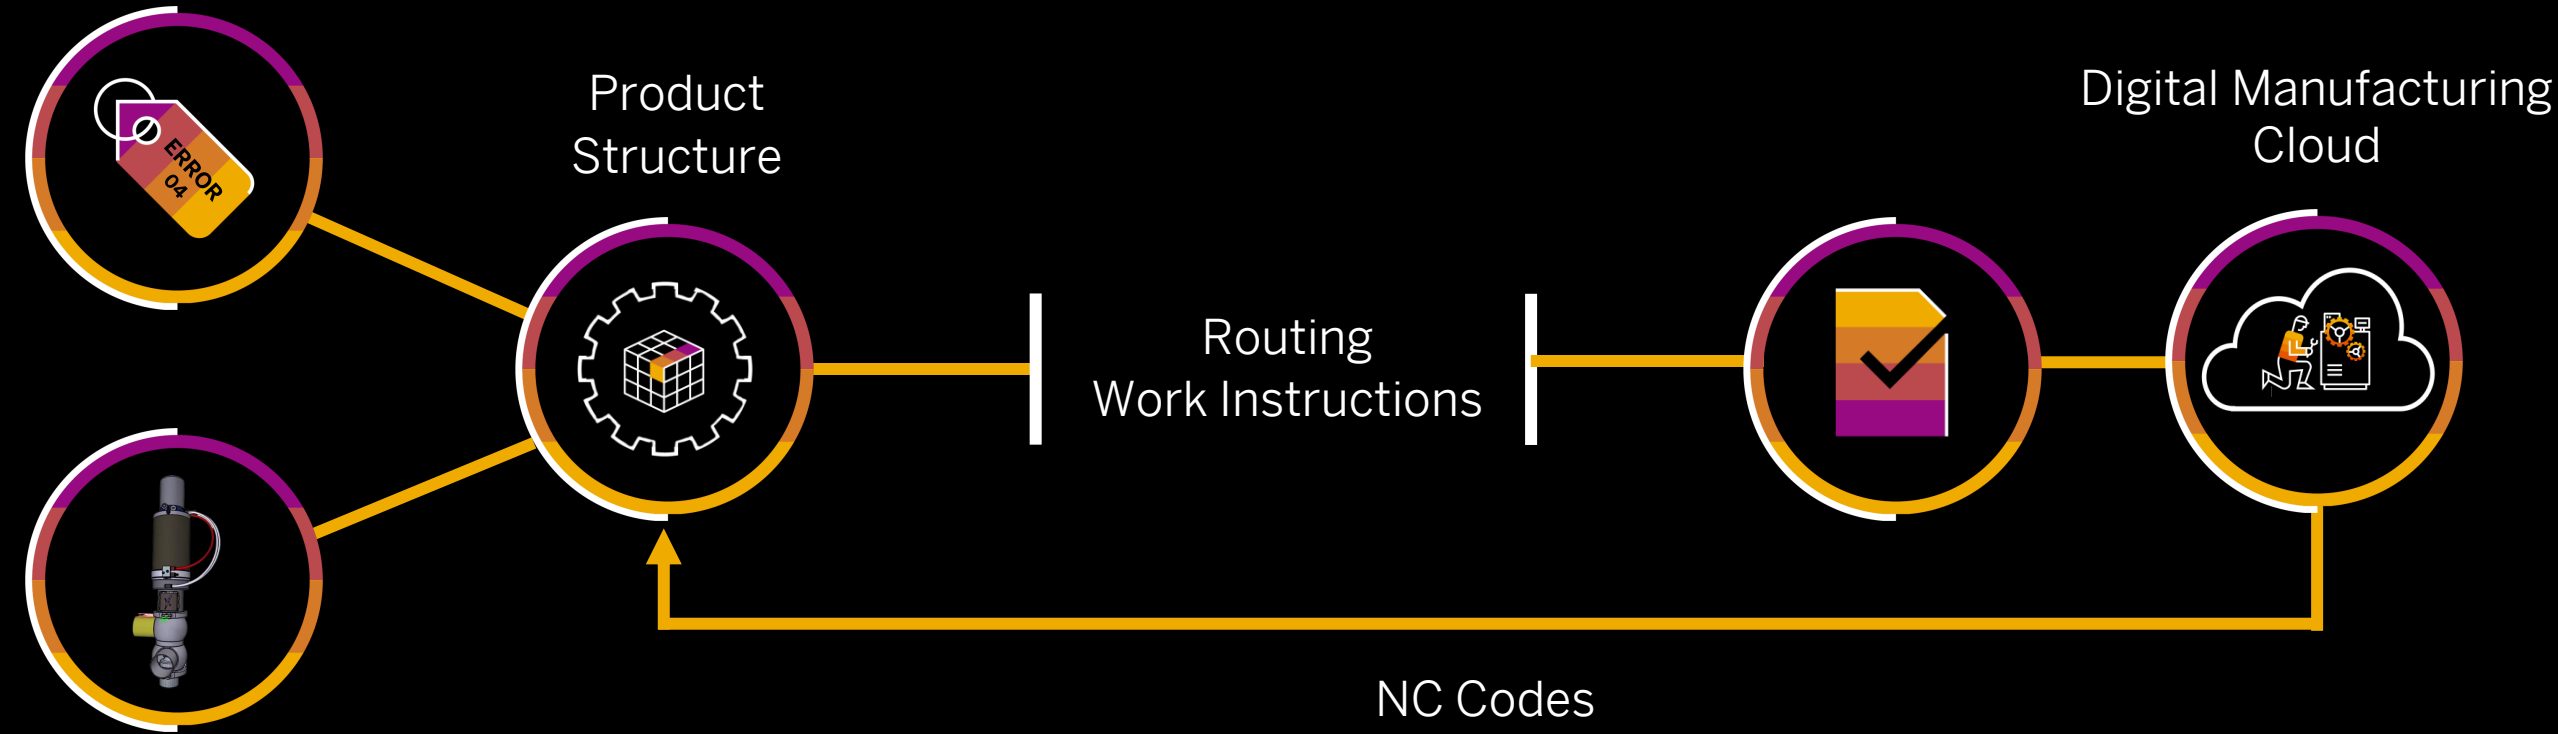 ERROR
04
Product
Structure
Routing
Work Instructions
Digital Manufacturing
Cloud
NC Codes